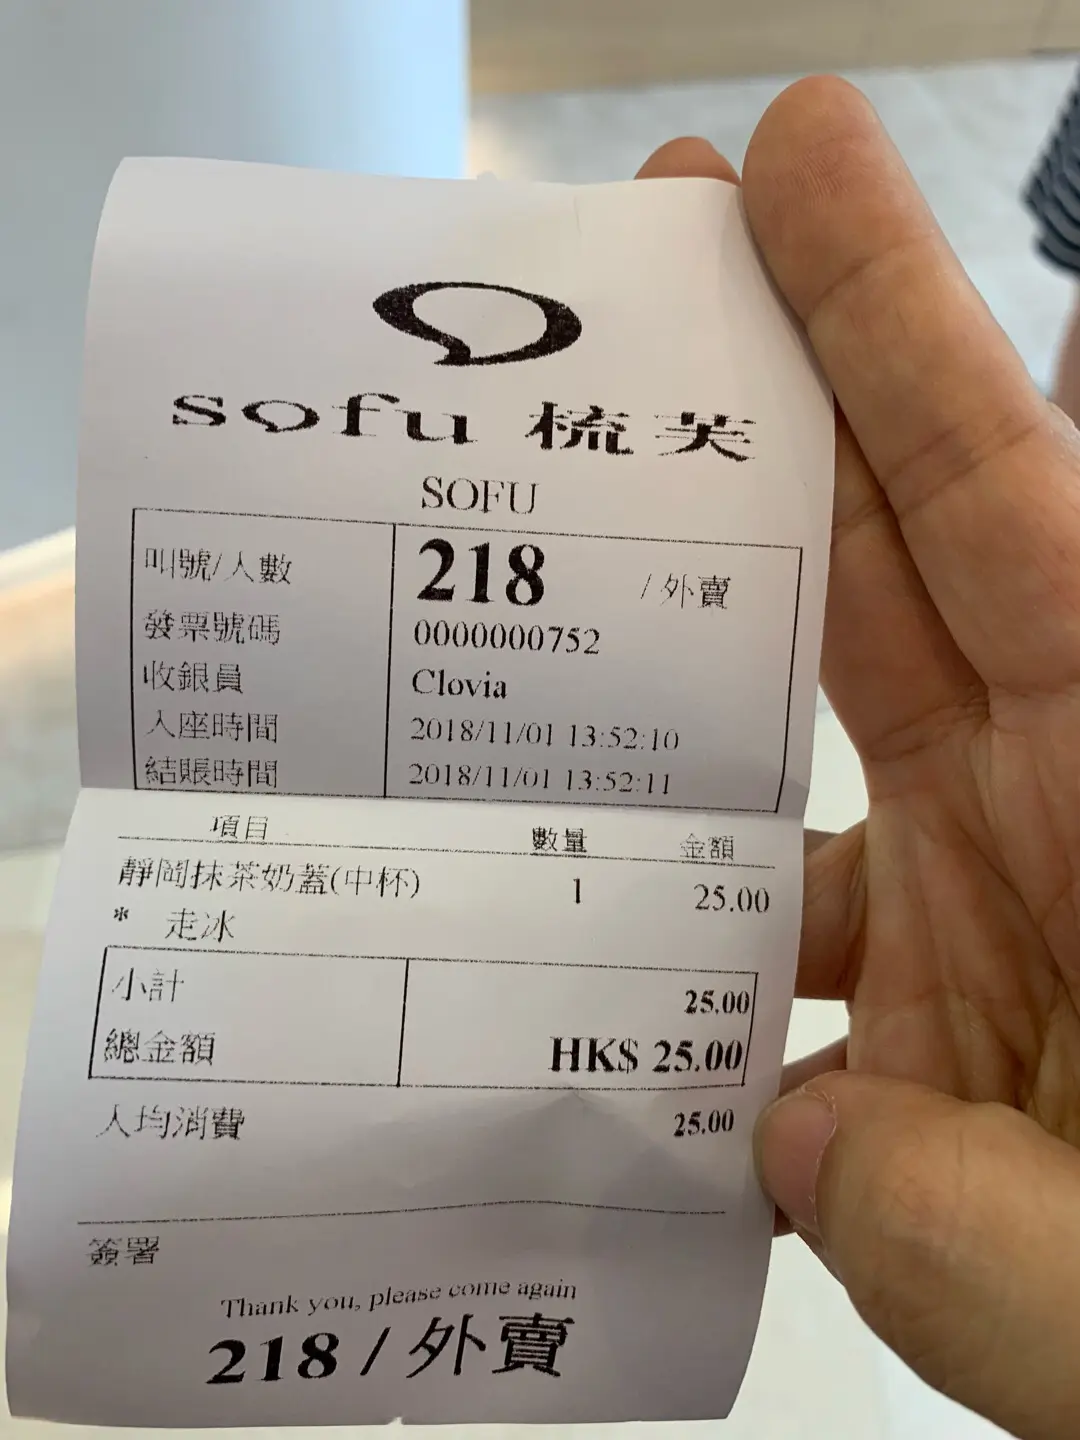 sofu 梳芙
SOFU
叫號/人數 218 / 外賣
發票號碼 0000000752
收銀員 Clovia
入座時間 2018/11/01 13:52:10
結賬時間 2018/11/01 13:52:11
項目 數量 金額
靜岡抹茶奶蓋(中杯) 1 25.00
* 走冰
小計 25.00
總金額 HK$ 25.00
人均消費 25.00
簽署
Thank you, please come again
218 / 外賣